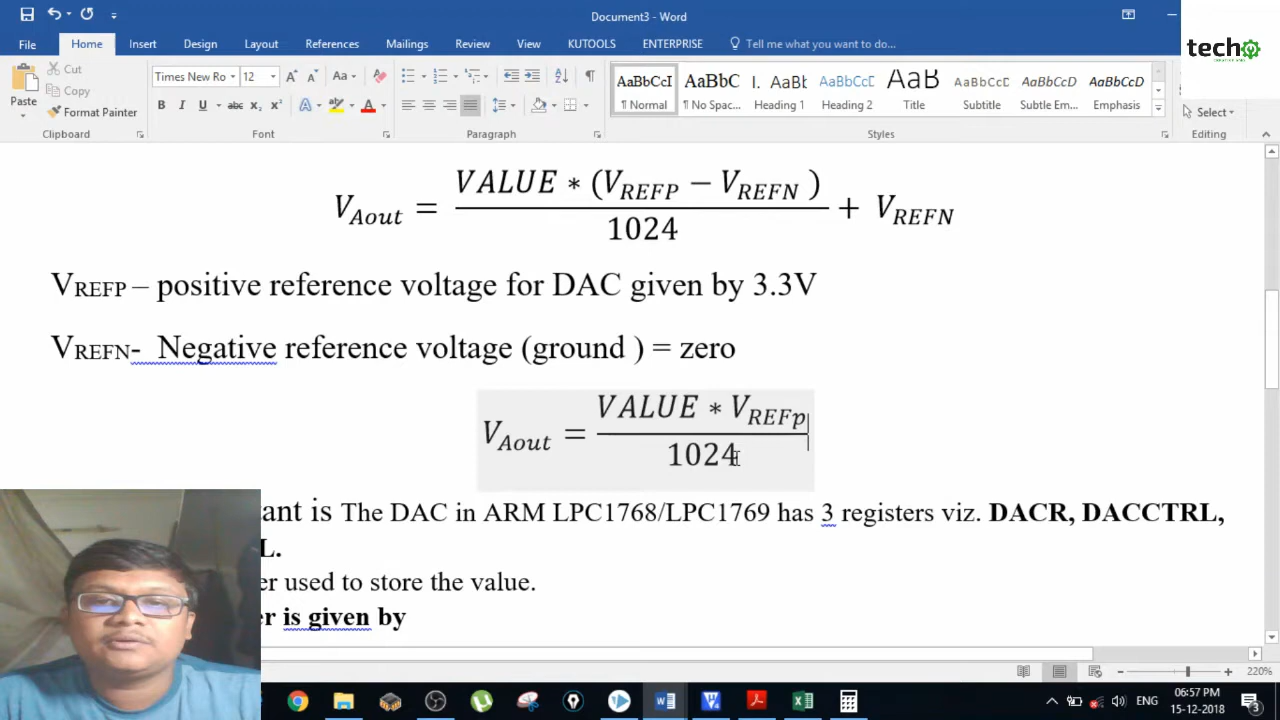 Document3 - Word
tech
File Home Insert Design Layout References Mailings Review View KUTOOLS ENTERPRISE Tell me what you want to do...
Paste
Cut
Copy
Format Painter
Clipboard
Times New Ro 12
Font
Paragraph
AaBbCcI AaBbC I. AaBb AaBbCcI AaB AaBbCcD AaBbCcD AaBbCcD
¶ Normal ¶ No Spac... Heading 1 Heading 2 Title Subtitle Subtle Em... Emphasis
Styles
Select
Editing
V_Aout = VALUE * (V_REFP − V_REFN ) / 1024 + V_REFN
VREFP – positive reference voltage for DAC given by 3.3V
VREFN- Negative reference voltage (ground ) = zero
V_Aout = VALUE * V_REFp / 1024
tant is The DAC in ARM LPC1768/LPC1769 has 3 registers viz. DACR, DACCTRL,
L.
er used to store the value.
er is given by
220%
ENG
06:57 PM
15-12-2018
3